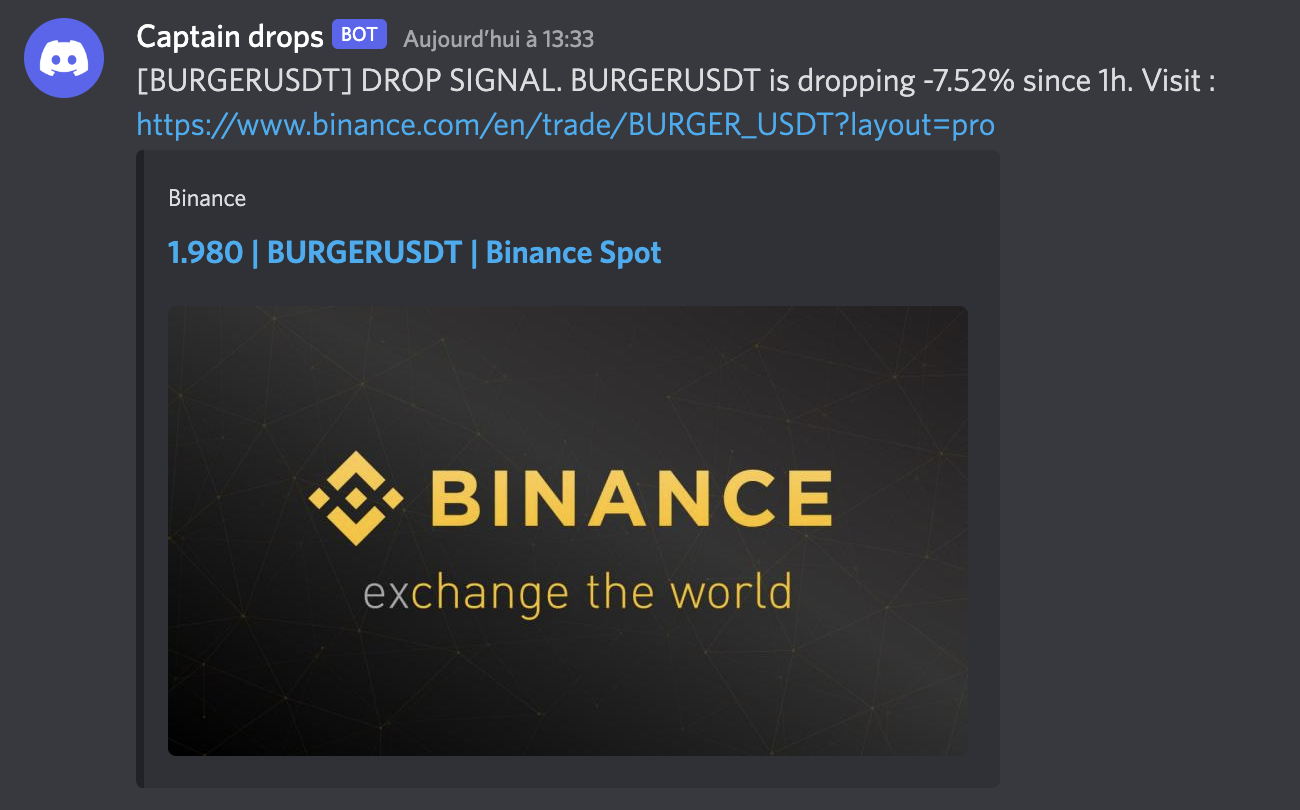 Captain drops BOT Aujourd’hui à 13:33
[BURGERUSDT] DROP SIGNAL. BURGERUSDT is dropping -7.52% since 1h. Visit :
https://www.binance.com/en/trade/BURGER_USDT?layout=pro
Binance
1.980 | BURGERUSDT | Binance Spot
BINANCE
exchange the world